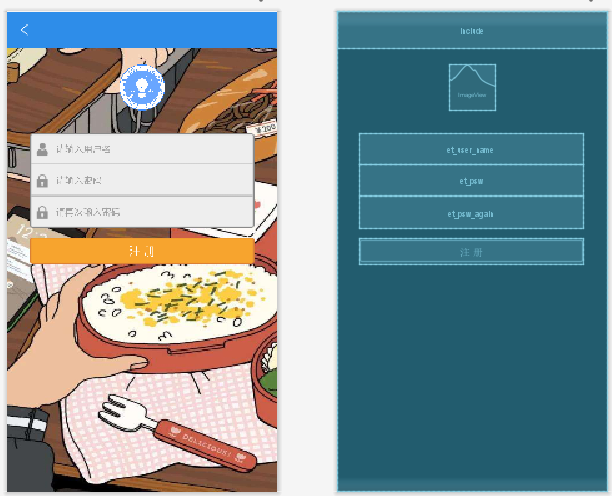 请输入用户名
请输入密码
请再次输入密码
注册
DELICIOUS!
include
ImageView
et_user_name
et_psw
et_psw_again
注册